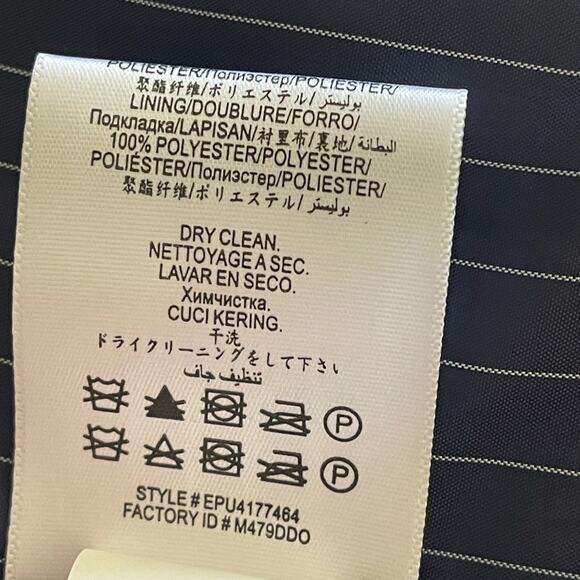 POLIESTER/Полиэстер/POLIESTER/
聚酯纤维/ポリエステル/بوليستر
LINING/DOUBLURE/FORRO/
Подкладка/LAPISAN/衬里布/裏地/البطانة
100% POLYESTER/POLYESTER/
POLIÉSTER/Полиэстер/POLIESTER/
聚酯纤维/ポリエステル/بوليستر
DRY CLEAN.
NETTOYAGE A SEC.
LAVAR EN SECO.
Химчистка.
CUCI KERING.
干洗
ドライクリーニングをして下さい
تنظيف جاف
P
P
STYLE # EPU4177464
FACTORY ID # M479DDO